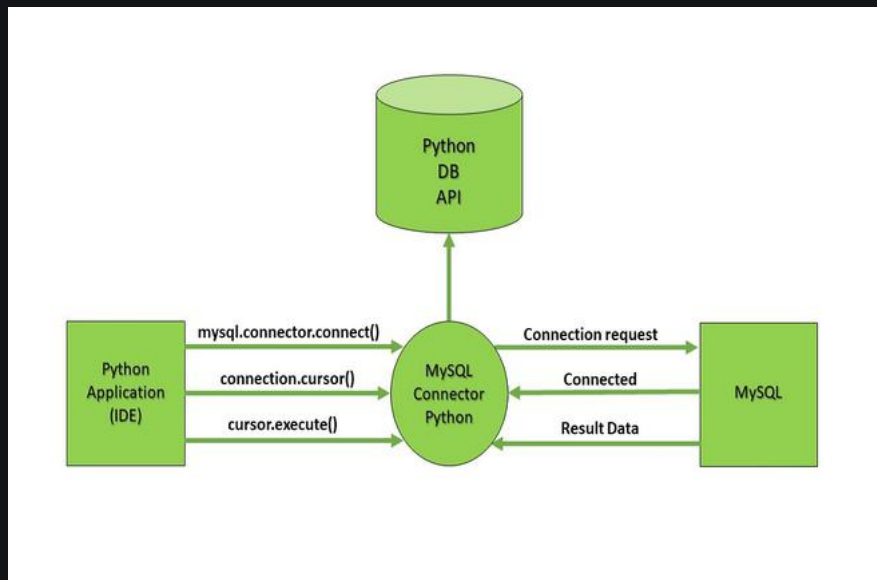 Python
DB
API
mysql.connector.connect()
connection.cursor()
cursor.execute()
Python
Application
(IDE)
MySQL
Connector
Python
Connection request
Connected
Result Data
MySQL